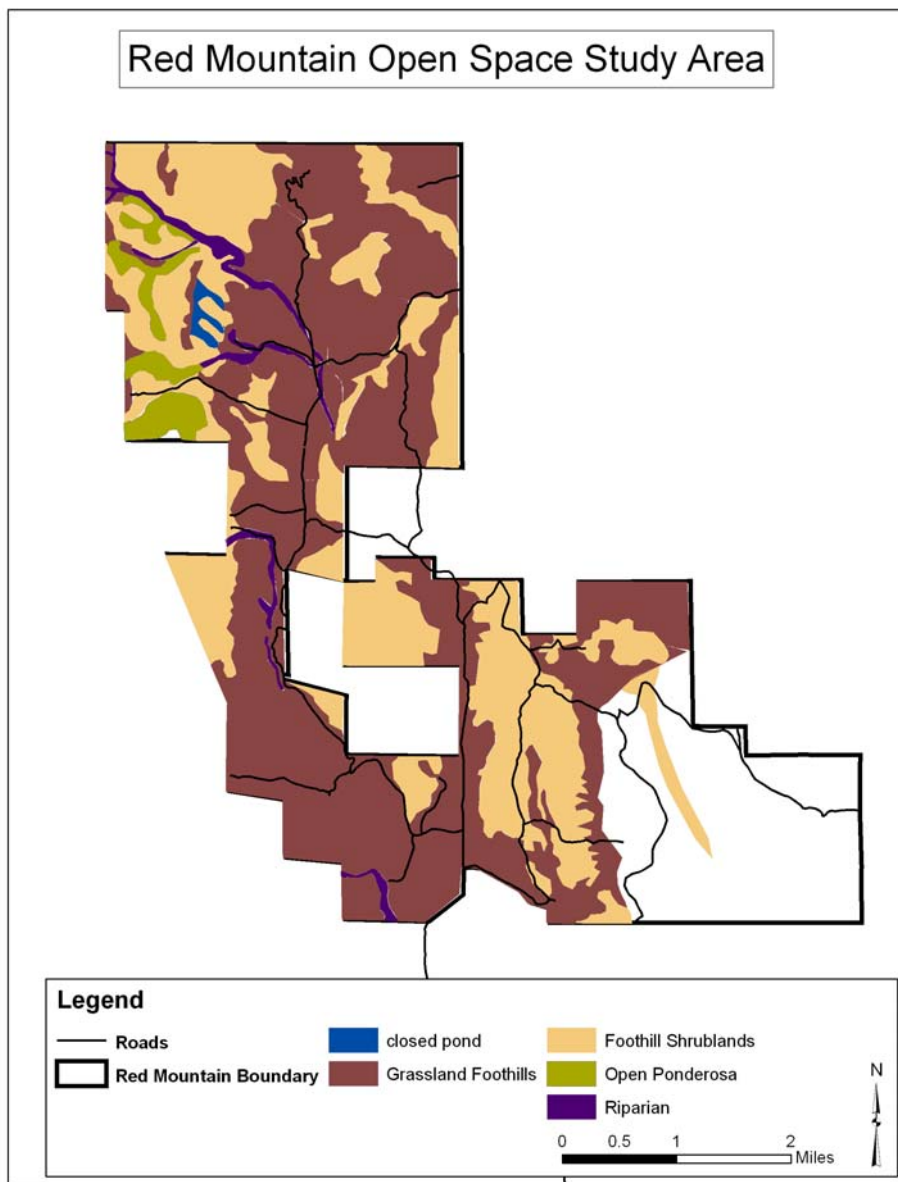 Red Mountain Open Space Study Area
Legend
Roads
Red Mountain Boundary
closed pond
Grassland Foothills
Foothill Shrublands
Open Ponderosa
Riparian
N
0 0.5 1 2
Miles